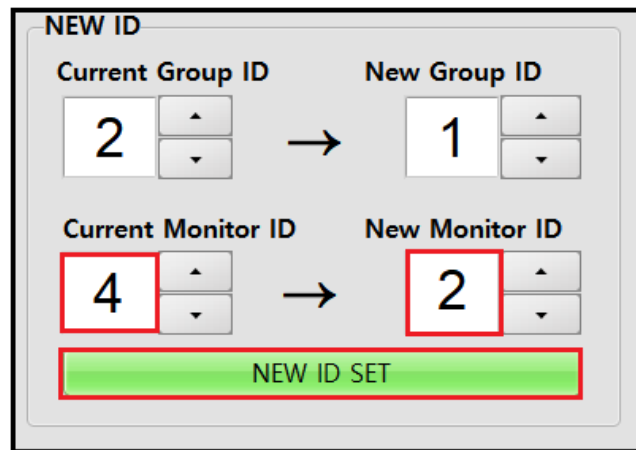 NEW ID
Current Group ID New Group ID
2 → 1
Current Monitor ID New Monitor ID
4 → 2
NEW ID SET